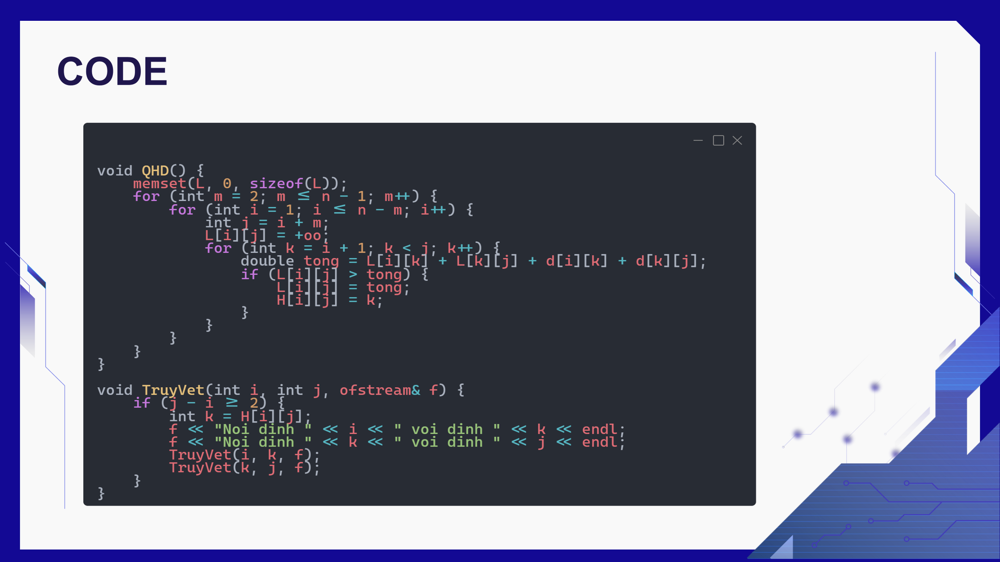 CODE
void QHD() {
    memset(L, 0, sizeof(L));
    for (int m = 2; m ≤ n - 1; m++) {
        for (int i = 1; i ≤ n - m; i++) {
            int j = i + m;
            L[i][j] = +oo;
            for (int k = i + 1; k < j; k++) {
                double tong = L[i][k] + L[k][j] + d[i][k] + d[k][j];
                if (L[i][j] > tong) {
                    L[i][j] = tong;
                    H[i][j] = k;
                }
            }
        }
    }
}
void TruyVet(int i, int j, ofstream& f) {
    if (j - i ≥ 2) {
        int k = H[i][j];
        f << "Noi dinh " << i << " voi dinh " << k << endl;
        f << "Noi dinh " << k << " voi dinh " << j << endl;
        TruyVet(i, k, f);
        TruyVet(k, j, f);
    }
}